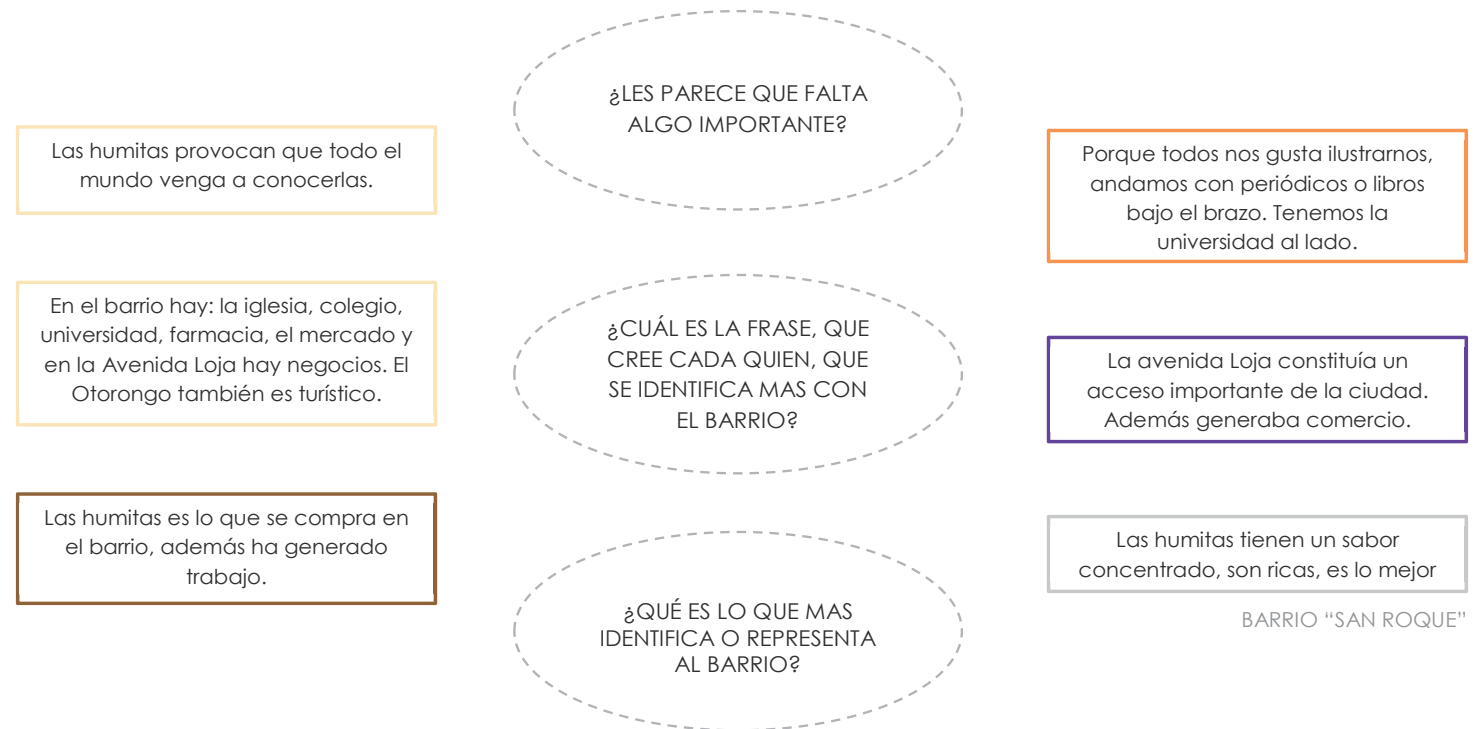 Las humitas provocan que todo el
mundo venga a conocerlas.
En el barrio hay: la iglesia, colegio,
universidad, farmacia, el mercado y
en la Avenida Loja hay negocios. El
Otorongo también es turístico.
Las humitas es lo que se compra en
el barrio, además ha generado
trabajo.
¿LES PARECE QUE FALTA
ALGO IMPORTANTE?
¿CUÁL ES LA FRASE, QUE
CREE CADA QUIEN, QUE
SE IDENTIFICA MAS CON
EL BARRIO?
¿QUÉ ES LO QUE MAS
IDENTIFICA O REPRESENTA
AL BARRIO?
Porque todos nos gusta ilustrarnos,
andamos con periódicos o libros
bajo el brazo. Tenemos la
universidad al lado.
La avenida Loja constituía un
acceso importante de la ciudad.
Además generaba comercio.
Las humitas tienen un sabor
concentrado, son ricas, es lo mejor
BARRIO “SAN ROQUE”